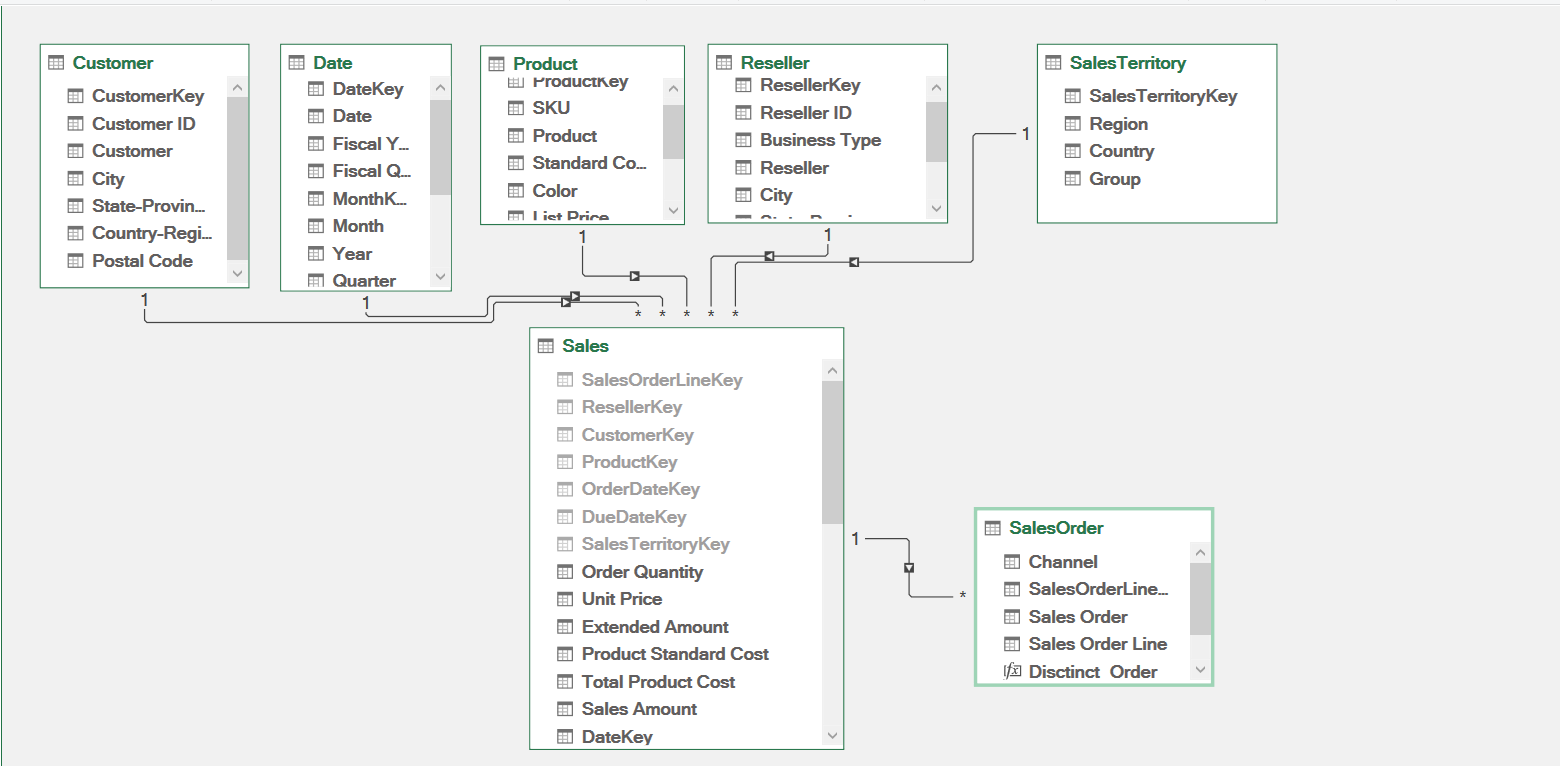 Customer
CustomerKey
Customer ID
Customer
City
State-Provin...
Country-Regi...
Postal Code
1
Date
DateKey
Date
Fiscal Y...
Fiscal Q...
MonthK...
Month
Year
Quarter
1
Product
ProductKey
SKU
Product
Standard Co...
Color
List Price
1
Reseller
ResellerKey
Reseller ID
Business Type
Reseller
City
1
SalesTerritory
SalesTerritoryKey
Region
Country
Group
1
* * * * *
Sales
SalesOrderLineKey
ResellerKey
CustomerKey
ProductKey
OrderDateKey
DueDateKey
SalesTerritoryKey
Order Quantity
Unit Price
Extended Amount
Product Standard Cost
Total Product Cost
Sales Amount
DateKey
1
*
SalesOrder
Channel
SalesOrderLine...
Sales Order
Sales Order Line
fx Disctinct_Order